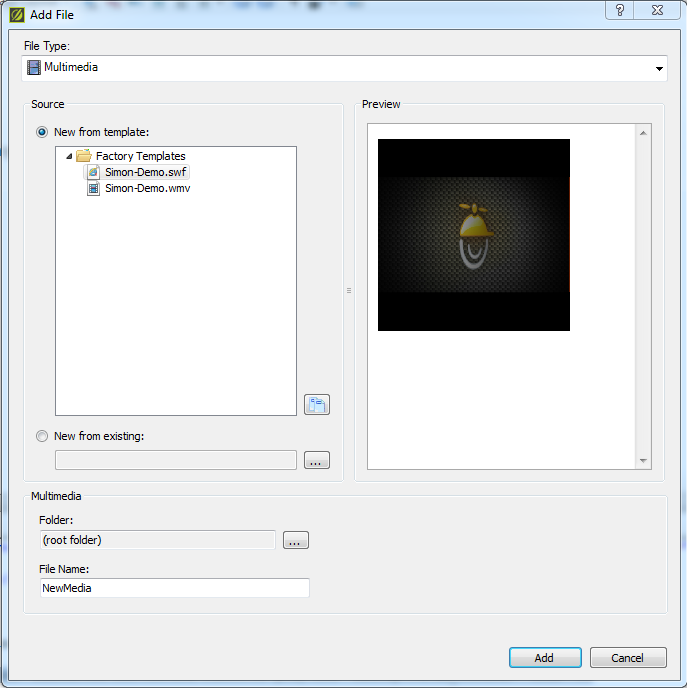 Add File
File Type:
Multimedia
Source
New from template:
Factory Templates
Simon-Demo.swf
Simon-Demo.wmv
New from existing:
...
Preview
Multimedia
Folder:
(root folder)
...
File Name:
NewMedia
Add
Cancel